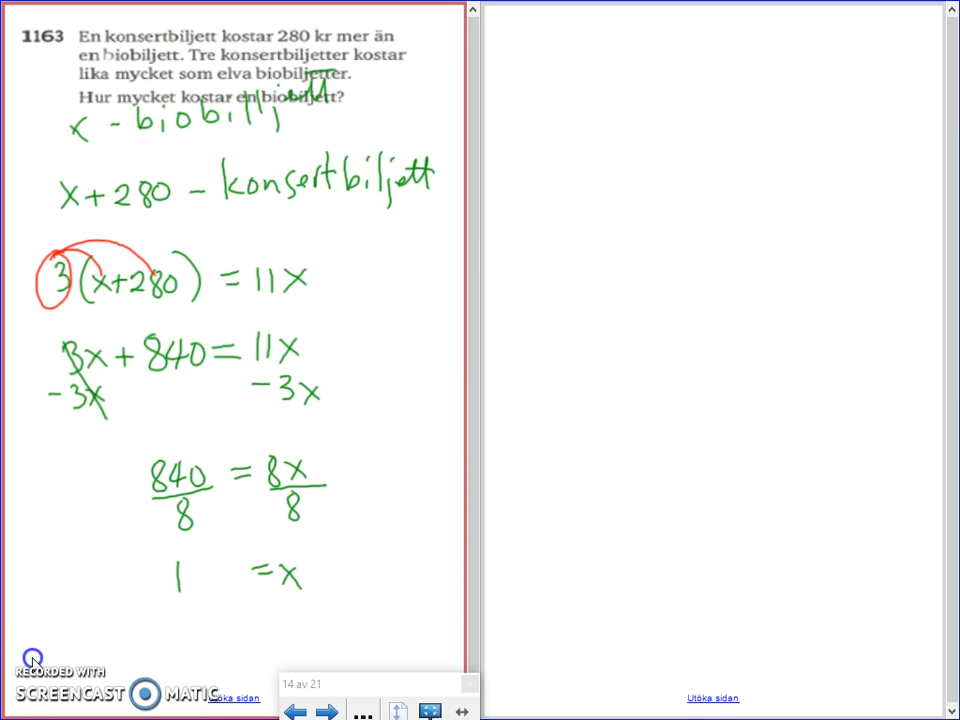 1163 En konsertbiljett kostar 280 kr mer än
en biobiljett. Tre konsertbiljetter kostar
lika mycket som elva biobiljetter.
Hur mycket kostar en biobiljett?
x - biobilljett
x+280 - konsertbiljett
3(x+280) = 11x
3x + 840 = 11x
-3x -3x
840 = 8x
8 8
1 = x
RECORDED WITH
SCREENCAST MATIC
Utöka sidan
14 av 21
...
Utöka sidan